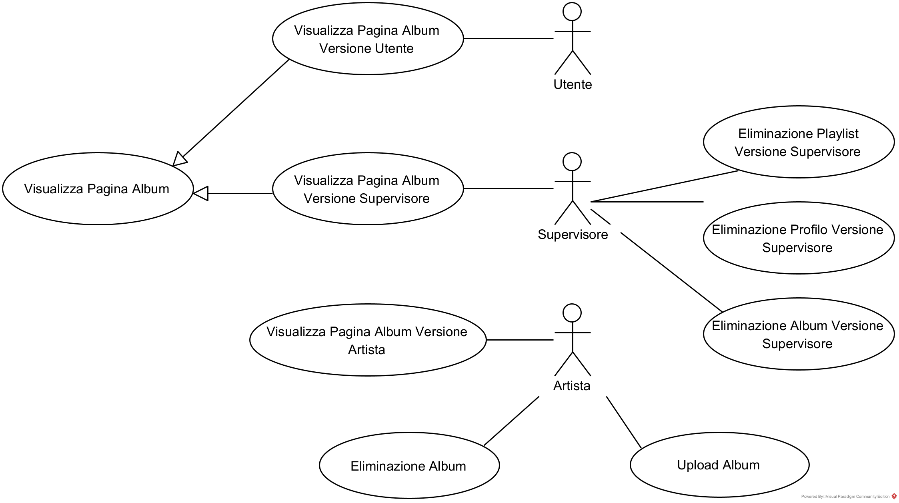 Visualizza Pagina Album
Versione Utente
Utente
Eliminazione Playlist
Versione Supervisore
Visualizza Pagina Album
Visualizza Pagina Album
Versione Supervisore
Supervisore
Eliminazione Profilo Versione
Supervisore
Visualizza Pagina Album Versione
Artista
Artista
Eliminazione Album Versione
Supervisore
Eliminazione Album
Upload Album